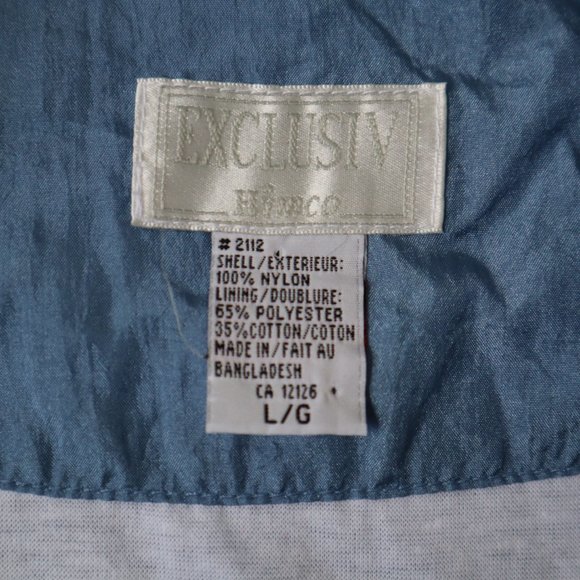 EXCLUSIV
Himco
# 2112
SHELL/EXTERIEUR:
100% NYLON
LINING/DOUBLURE:
65% POLYESTER
35%COTTON/COTON
MADE IN/FAIT AU
BANGLADESH
CA 12126
L/G